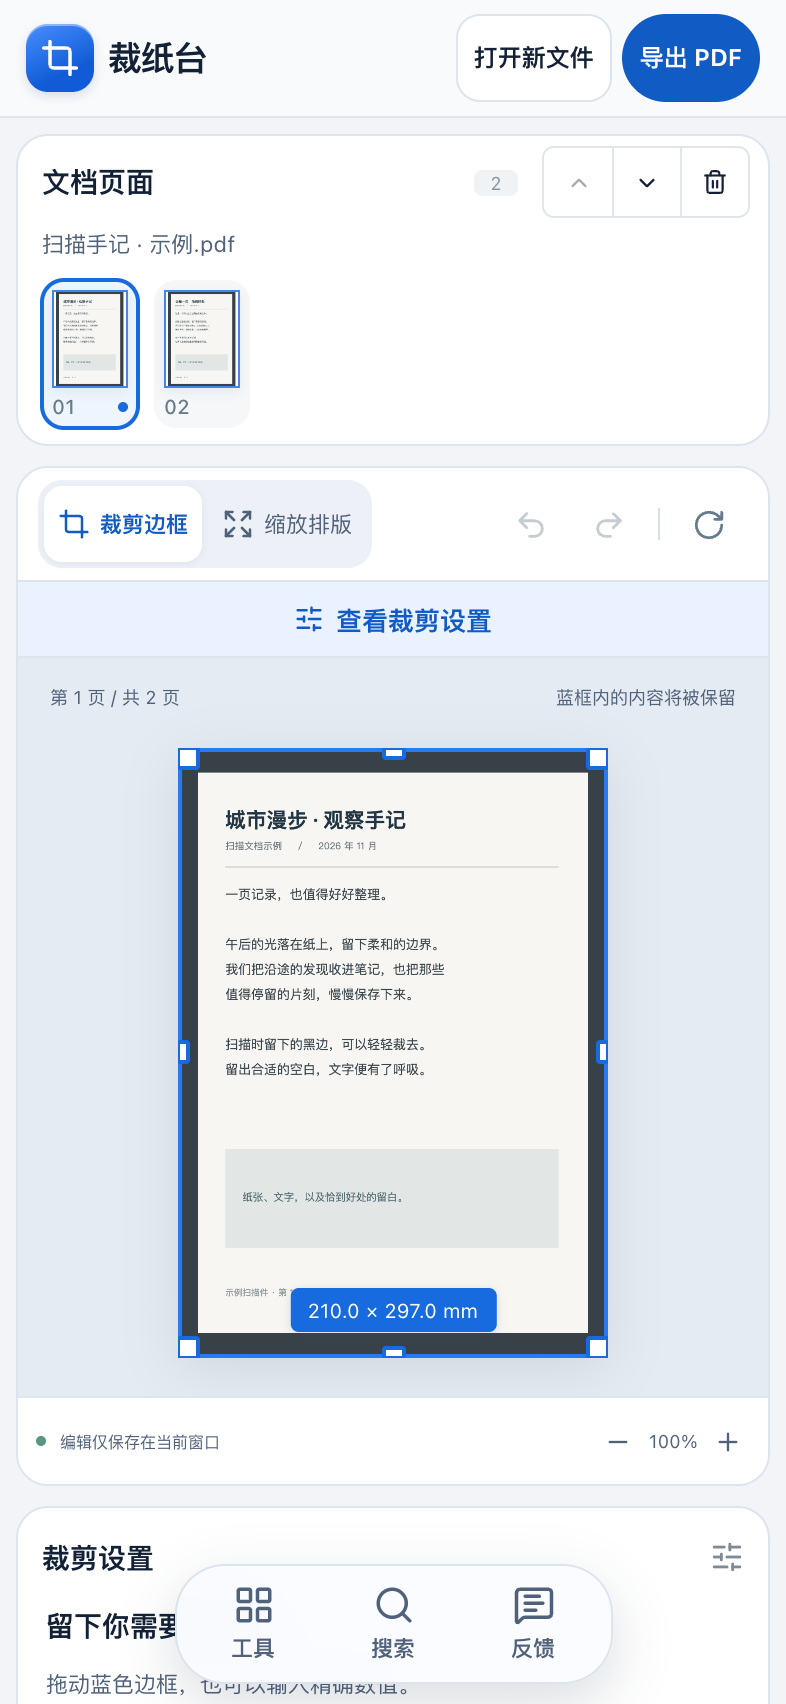 裁纸台
打开新文件
导出 PDF
文档页面
2
扫描手记 · 示例.pdf
01
02
裁剪边框
缩放排版
查看裁剪设置
第 1 页 / 共 2 页
蓝框内的内容将被保留
城市漫步 · 观察手记
扫描文档示例 / 2026 年 11 月
一页记录，也值得好好整理。
午后的光落在纸上，留下柔和的边界。
我们把沿途的发现收进笔记，也把那些
值得停留的片刻，慢慢保存下来。
扫描时留下的黑边，可以轻轻裁去。
留出合适的空白，文字便有了呼吸。
纸张、文字，以及恰到好处的留白。
示例扫描件 · 第
210.0 × 297.0 mm
编辑仅保存在当前窗口
100%
裁剪设置
留下你需要
工具
搜索
反馈
拖动蓝色边框，也可以输入精确数值。